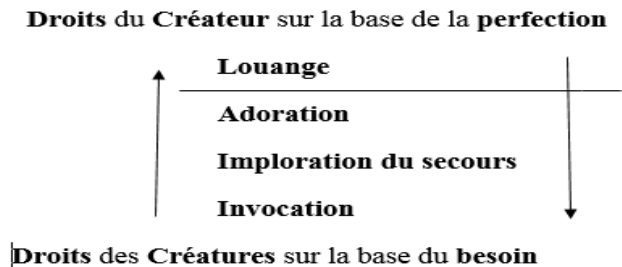 Droits du Créateur sur la base de la perfection
Louange
Adoration
Imploration du secours
Invocation
Droits des Créatures sur la base du besoin